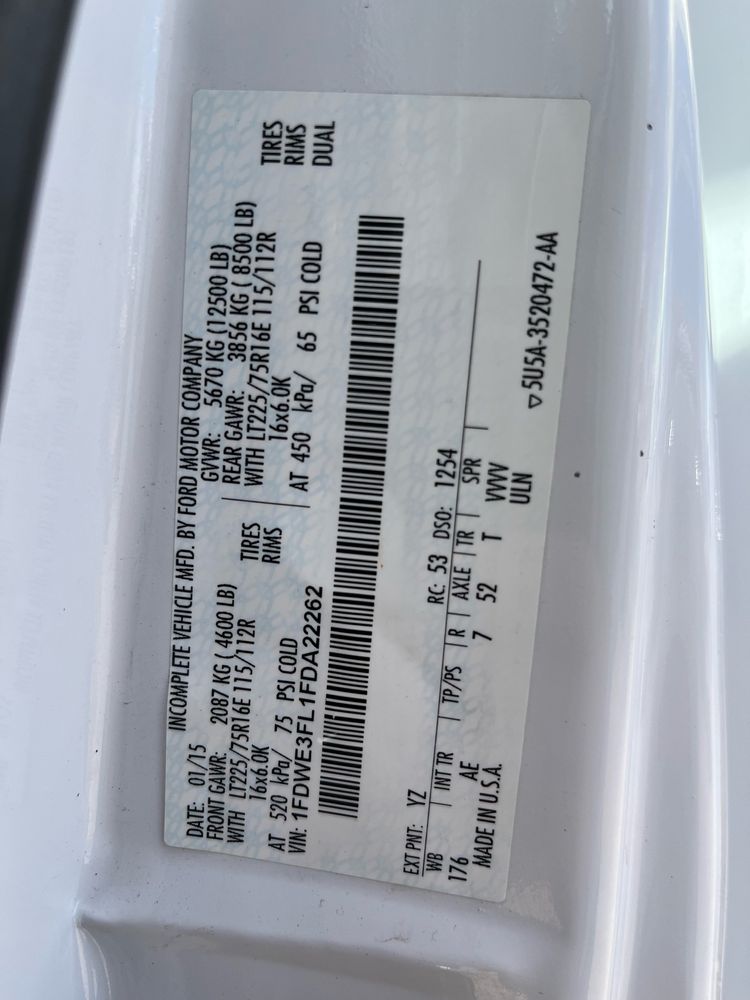 INCOMPLETE VEHICLE MFD. BY FORD MOTOR COMPANY
DATE: 01/15 GVWR: 5670 KG (12500 LB)
FRONT GAWR: 2087 KG ( 4600 LB) REAR GAWR: 3856 KG ( 8500 LB)
WITH LT225/75R16E 115/112R TIRES WITH LT225/75R16E 115/112R TIRES
16x6.0K RIMS 16x6.0K RIMS
AT 520 kPa/ 75 PSI COLD AT 450 kPa/ 65 PSI COLD DUAL
VIN: 1FDWE3FL1FDA22262
EXT PNT: YZ RC: 53 DSO: 1254
WB INT TR TP/PS R AXLE TR SPR
176 AE 7 52 T VVVV
MADE IN U.S.A. ULN
▽5U5A-3520472-AA